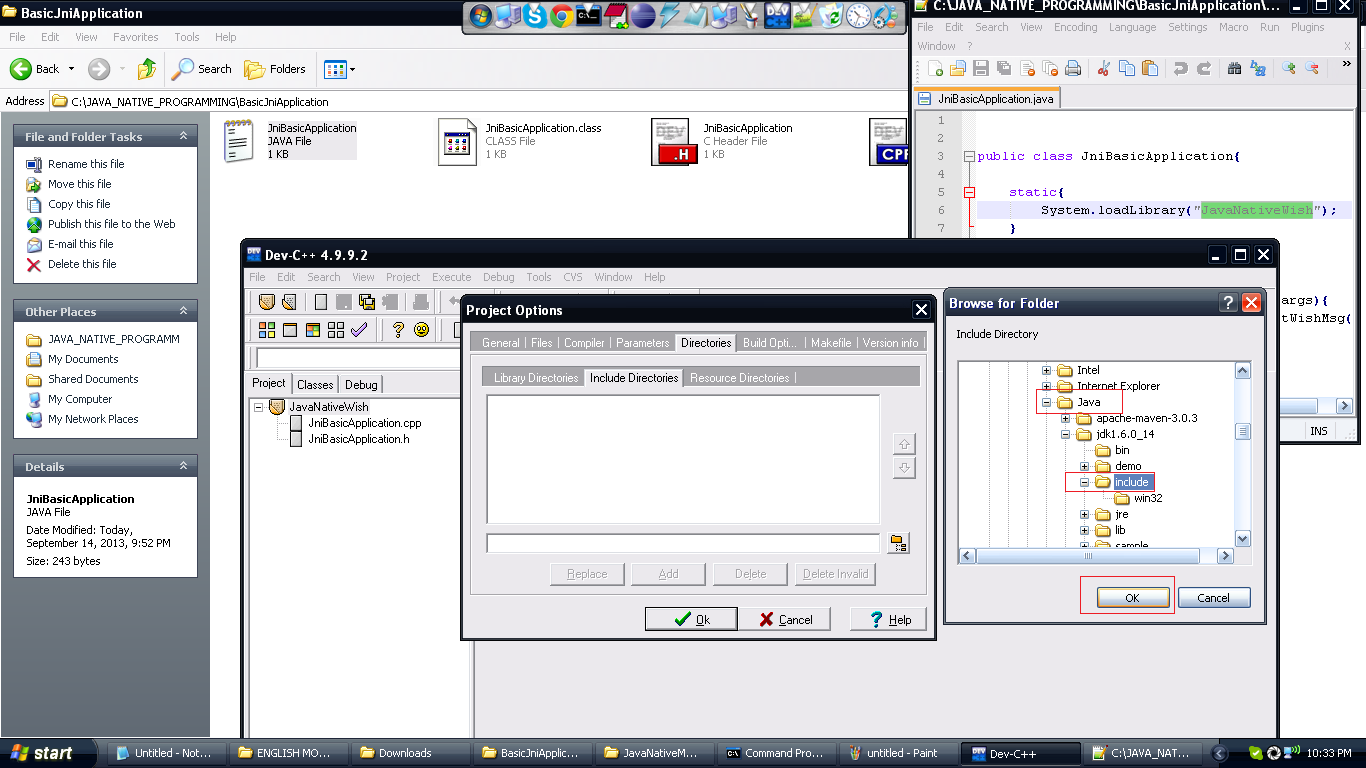 BasicJniApplication
File Edit View Favorites Tools Help
Back
Search
Folders
Address C:\JAVA_NATIVE_PROGRAMMING\BasicJniApplication
File and Folder Tasks
Rename this file
Move this file
Copy this file
Publish this file to the Web
E-mail this file
Delete this file
Other Places
JAVA_NATIVE_PROGRAMM
My Documents
Shared Documents
My Computer
My Network Places
Details
JniBasicApplication
JAVA File
Date Modified: Today,
September 14, 2013, 9:52 PM
Size: 243 bytes
JniBasicApplication
JAVA File
1 KB
JniBasicApplication.class
CLASS File
JniBasicApplication
C Header File
1 KB
DEV
.H
DEV
CPP
C:\JAVA_NATIVE_PROGRAMMING\BasicJniApplication\...
File Edit Search View Encoding Language Settings Macro Run Plugins
Window ? X
JniBasicApplication.java
1
2
3 public class JniBasicApplication{
4
5 static{
6 System.loadLibrary("JavaNativeWish");
7 }
args){
tWishMsg(
INS
Dev-C++ 4.9.9.2
File Edit Search View Project Execute Debug Tools CVS Window Help
Project Classes Debug
JavaNativeWish
JniBasicApplication.cpp
JniBasicApplication.h
Project Options
General Files Compiler Parameters Directories Build Opti... Makefile Version info
Library Directories Include Directories Resource Directories
Replace Add Delete Delete Invalid
Ok Cancel Help
Browse for Folder
Include Directory
Intel
Internet Explorer
Java
apache-maven-3.0.3
jdk1.6.0_14
bin
demo
include
win32
jre
lib
sample
OK Cancel
start
Untitled - Not...
ENGLISH MO...
Downloads
BasicJniApplic...
JavaNativeM...
Command Pro...
untitled - Paint
Dev-C++
C:\JAVA_NAT...
10:33 PM